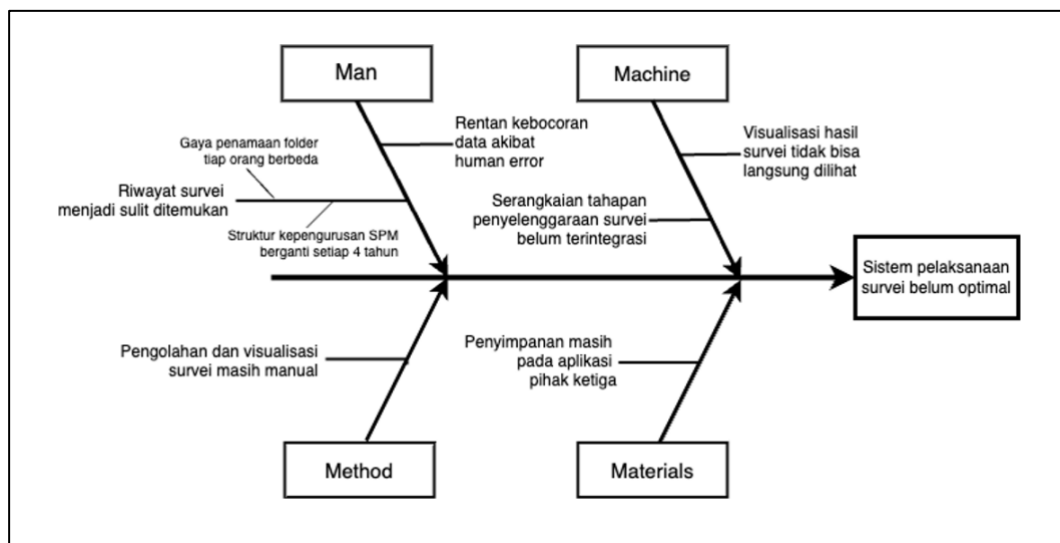 Man
Machine
Rentan kebocoran
data akibat
human error
Visualisasi hasil
survei tidak bisa
langsung dilihat
Gaya penamaan folder
tiap orang berbeda
Riwayat survei
menjadi sulit ditemukan
Struktur kepengurusan SPM
berganti setiap 4 tahun
Serangkaian tahapan
penyelenggaraan survei
belum terintegrasi
Sistem pelaksanaan
survei belum optimal
Pengolahan dan visualisasi
survei masih manual
Penyimpanan masih
pada aplikasi
pihak ketiga
Method
Materials